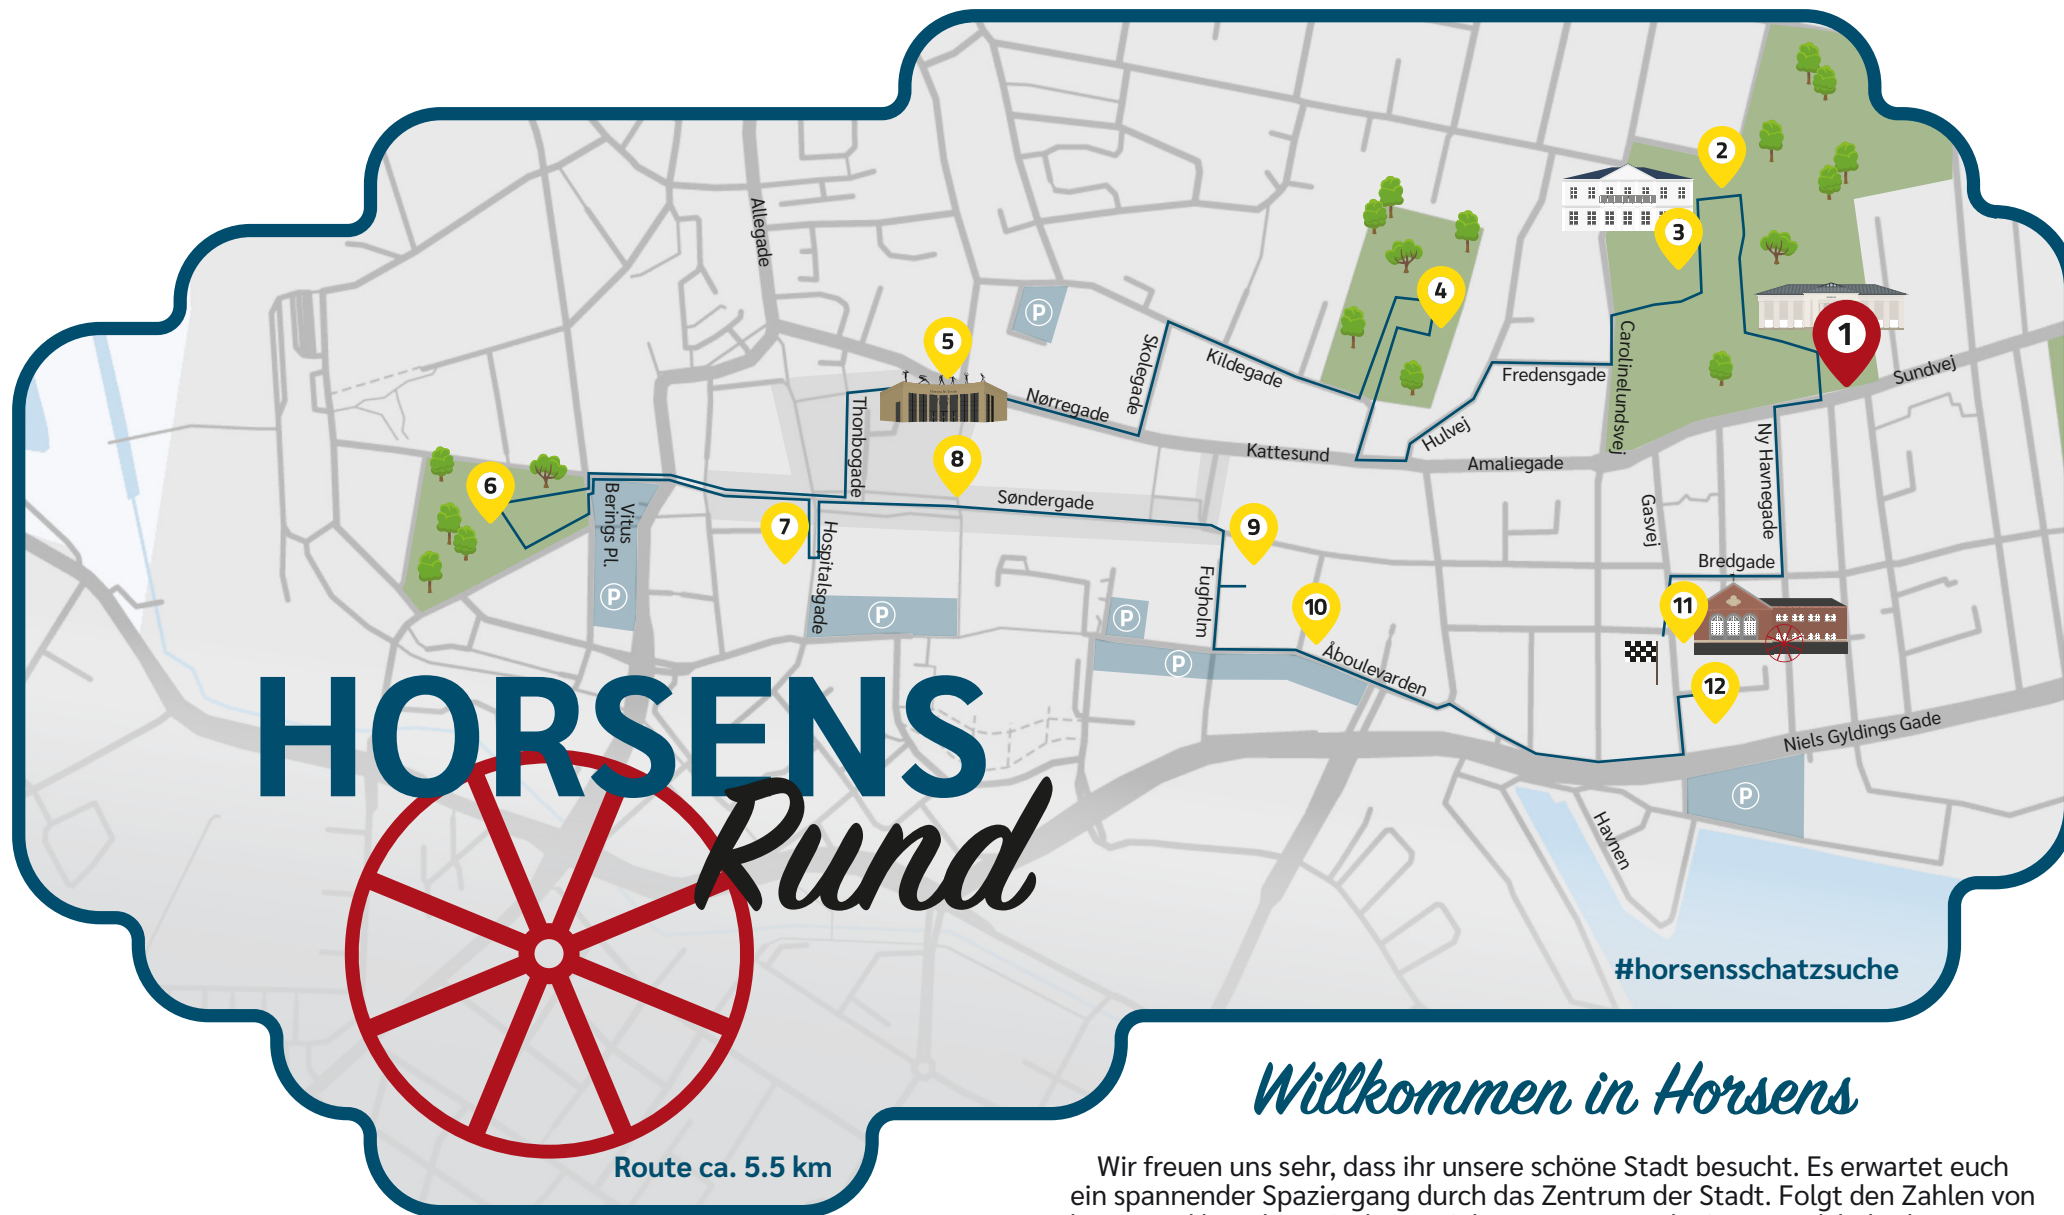 2
3
4
1
5
Allegade
P
Skolegade
Kildegade
Nørregade
Thonbogade
Fredensgade
Carolinelundsvej
Sundvej
Hulvej
Kattesund
Amaliegade
Ny Havnegade
Gasvej
8
6
Søndergade
7
9
Vitus
Berings Pl.
Hospitalsgade
Bredgade
Fugholm
P
P
P
P
10
11
Åboulevarden
12
Niels Gyldings Gade
P
Havnen
HORSENS
Rund
#horsensschatzsuche
Route ca. 5.5 km
Willkommen in Horsens
Wir freuen uns sehr, dass ihr unsere schöne Stadt besucht. Es erwartet euch
ein spannender Spaziergang durch das Zentrum der Stadt. Folgt den Zahlen von